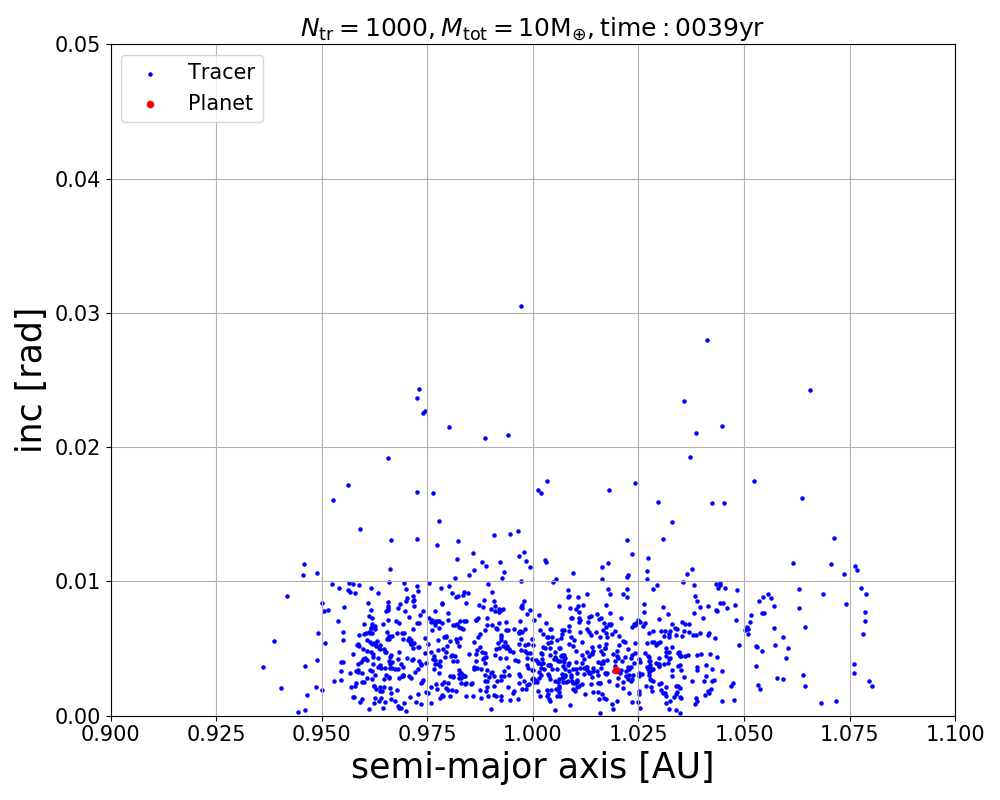 N_tr = 1000, M_tot = 10M_⊕, time : 0039yr
Tracer
Planet
inc [rad]
0.05
0.04
0.03
0.02
0.01
0.00
0.900 0.925 0.950 0.975 1.000 1.025 1.050 1.075 1.100
semi-major axis [AU]